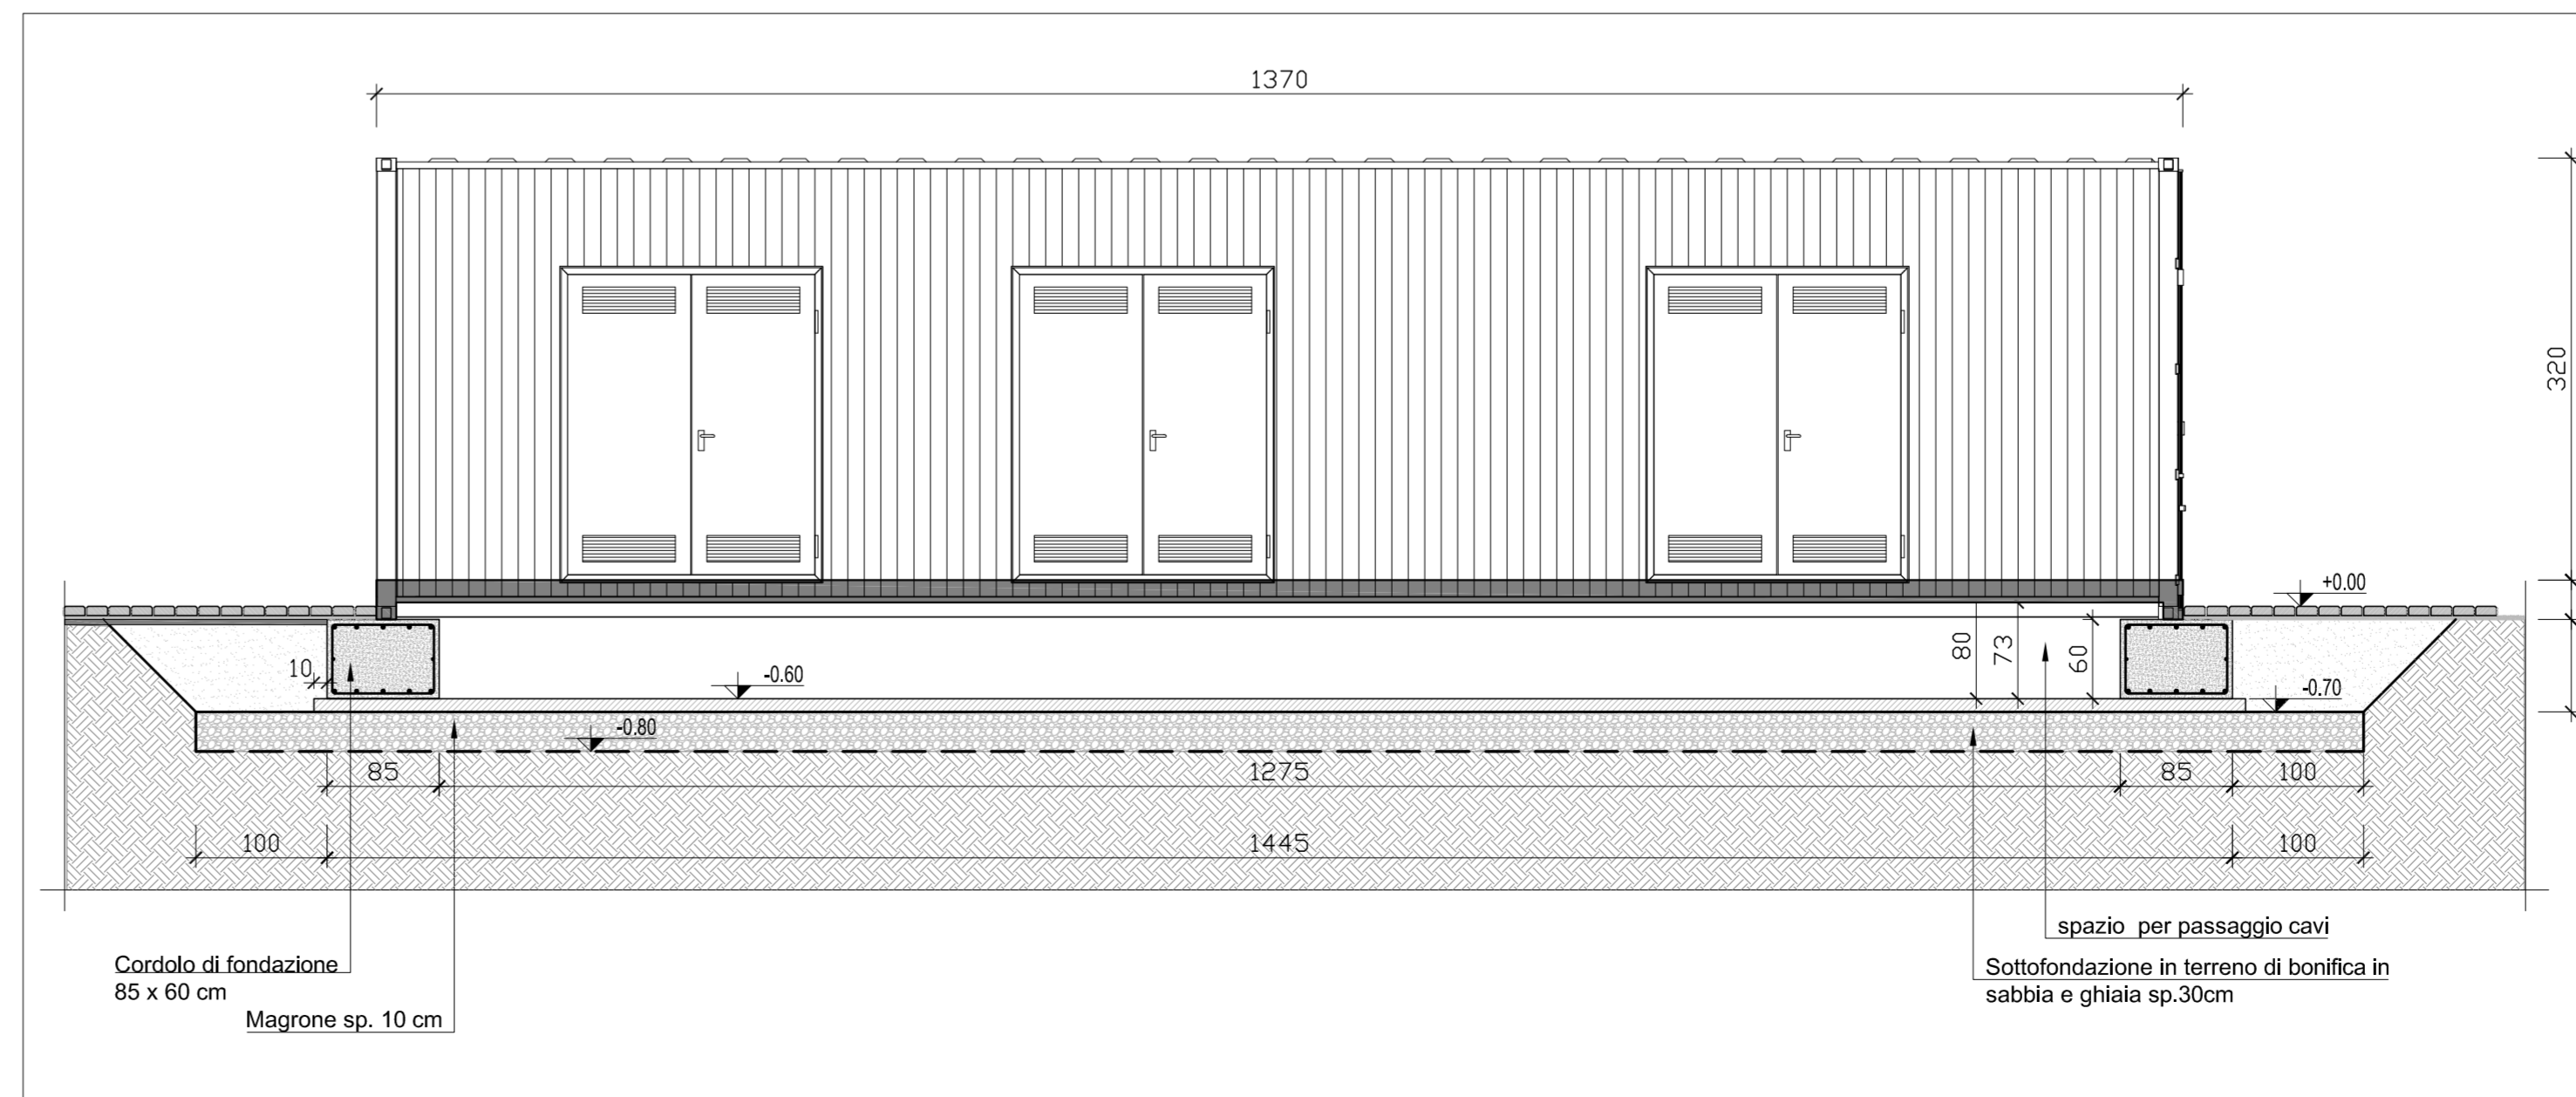 1370
320
+0.00
10
-0.60
80
73
60
-0.70
-0.80
85
1275
85
100
100
1445
100
spazio per passaggio cavi
Cordolo di fondazione
85 x 60 cm
Sottofondazione in terreno di bonifica in
sabbia e ghiaia sp.30cm
Magrone sp. 10 cm